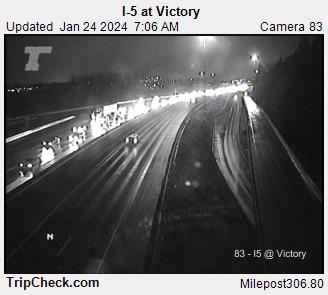 I-5 at Victory
Updated  Jan 24 2024  7:06 AM
Camera 83
T
N
83 - I5 @ Victory
TripCheck.com
Milepost306.80